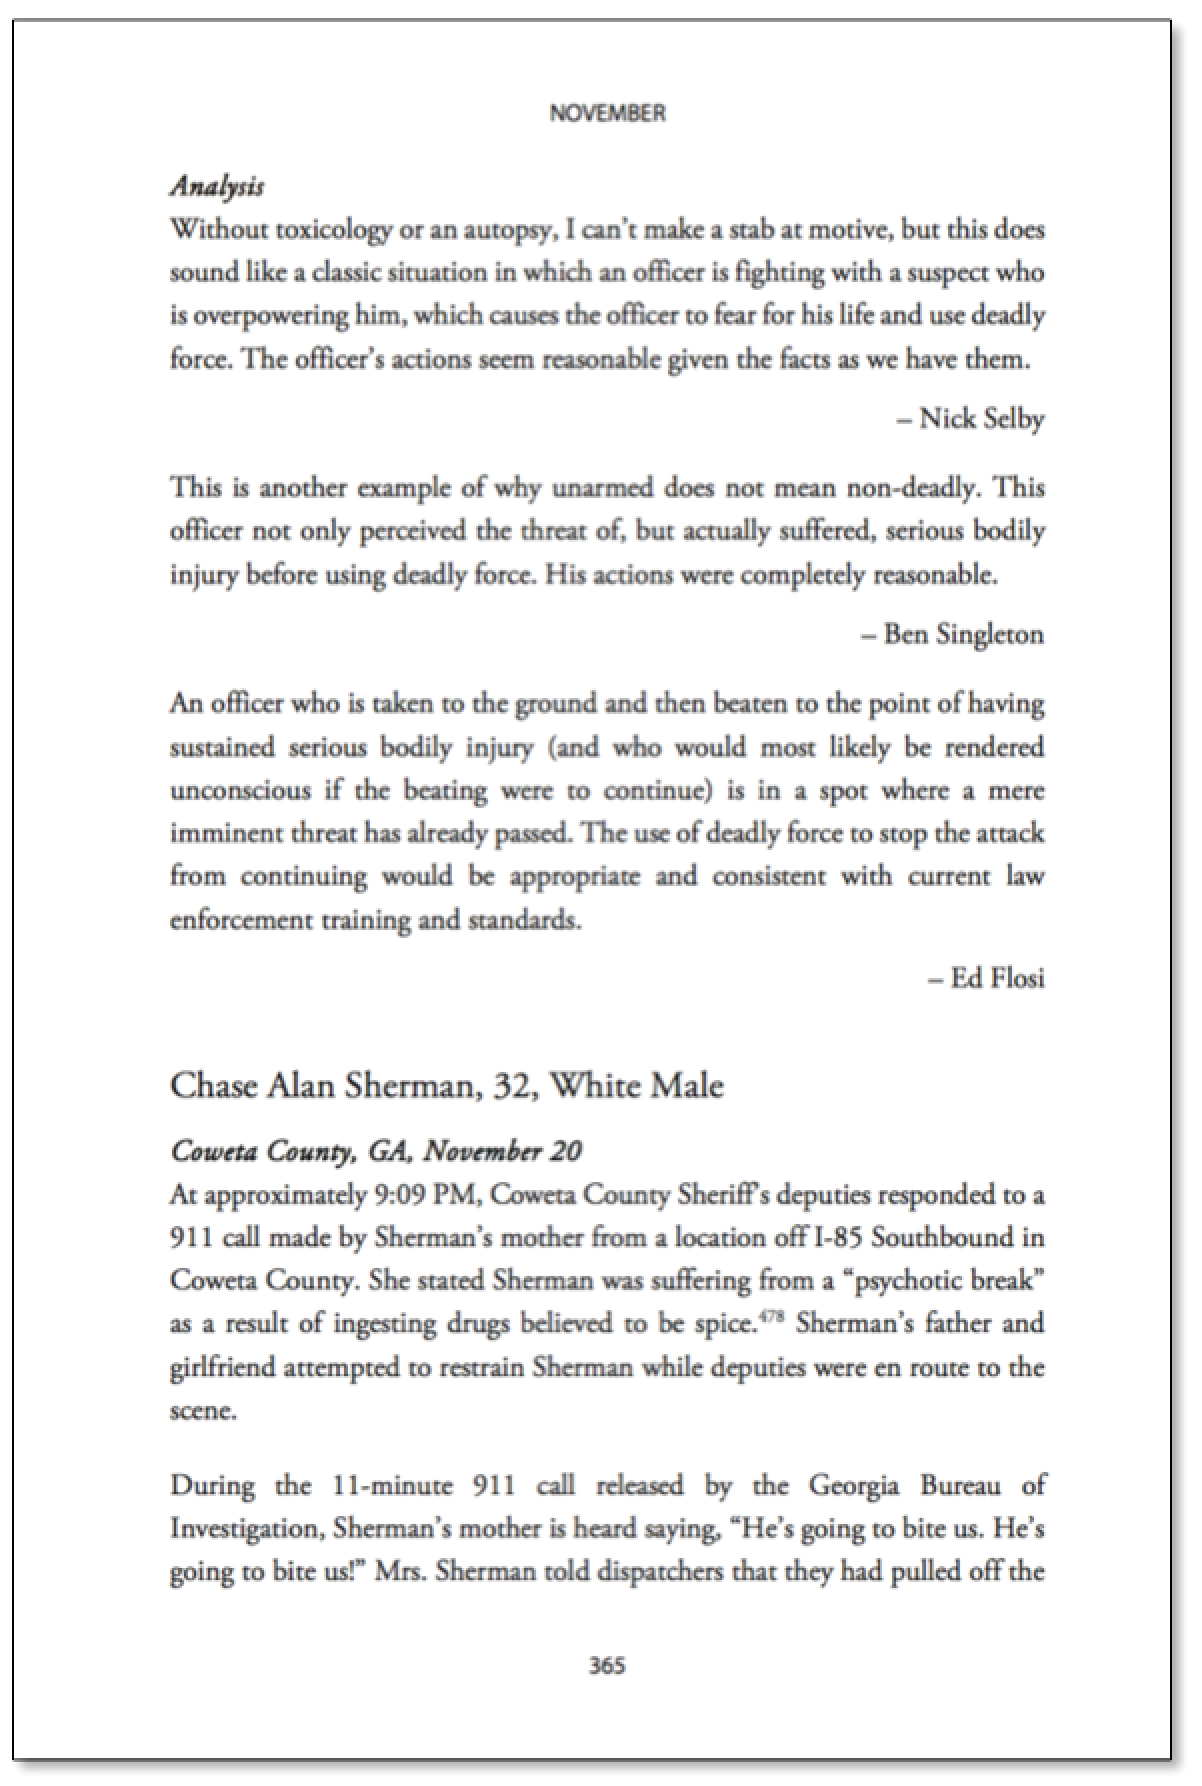 NOVEMBER
Analysis
Without toxicology or an autopsy, I can't make a stab at motive, but this does
sound like a classic situation in which an officer is fighting with a suspect who
is overpowering him, which causes the officer to fear for his life and use deadly
force. The officer's actions seem reasonable given the facts as we have them.
– Nick Selby
This is another example of why unarmed does not mean non-deadly. This
officer not only perceived the threat of, but actually suffered, serious bodily
injury before using deadly force. His actions were completely reasonable.
– Ben Singleton
An officer who is taken to the ground and then beaten to the point of having
sustained serious bodily injury (and who would most likely be rendered
unconscious if the beating were to continue) is in a spot where a mere
imminent threat has already passed. The use of deadly force to stop the attack
from continuing would be appropriate and consistent with current law
enforcement training and standards.
– Ed Flosi
Chase Alan Sherman, 32, White Male
Coweta County, GA, November 20
At approximately 9:09 PM, Coweta County Sheriff's deputies responded to a
911 call made by Sherman's mother from a location off I-85 Southbound in
Coweta County. She stated Sherman was suffering from a “psychotic break”
as a result of ingesting drugs believed to be spice.478 Sherman's father and
girlfriend attempted to restrain Sherman while deputies were en route to the
scene.
During the 11-minute 911 call released by the Georgia Bureau of
Investigation, Sherman's mother is heard saying, “He's going to bite us. He's
going to bite us!” Mrs. Sherman told dispatchers that they had pulled off the
365